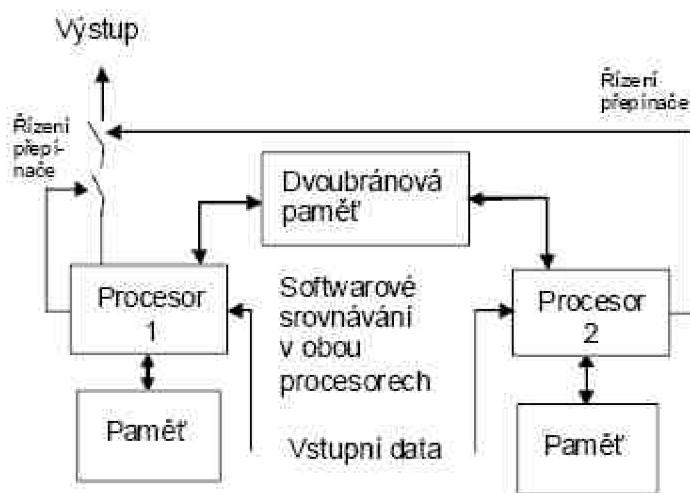 Výstup
Řízení
přepínače
Řízení
přepí-
nače
Dvoubránová
paměť
Procesor
1
Softwarové
srovnávání
v obou
procesorech
Procesor
2
Paměť
Vstupní data
Paměť